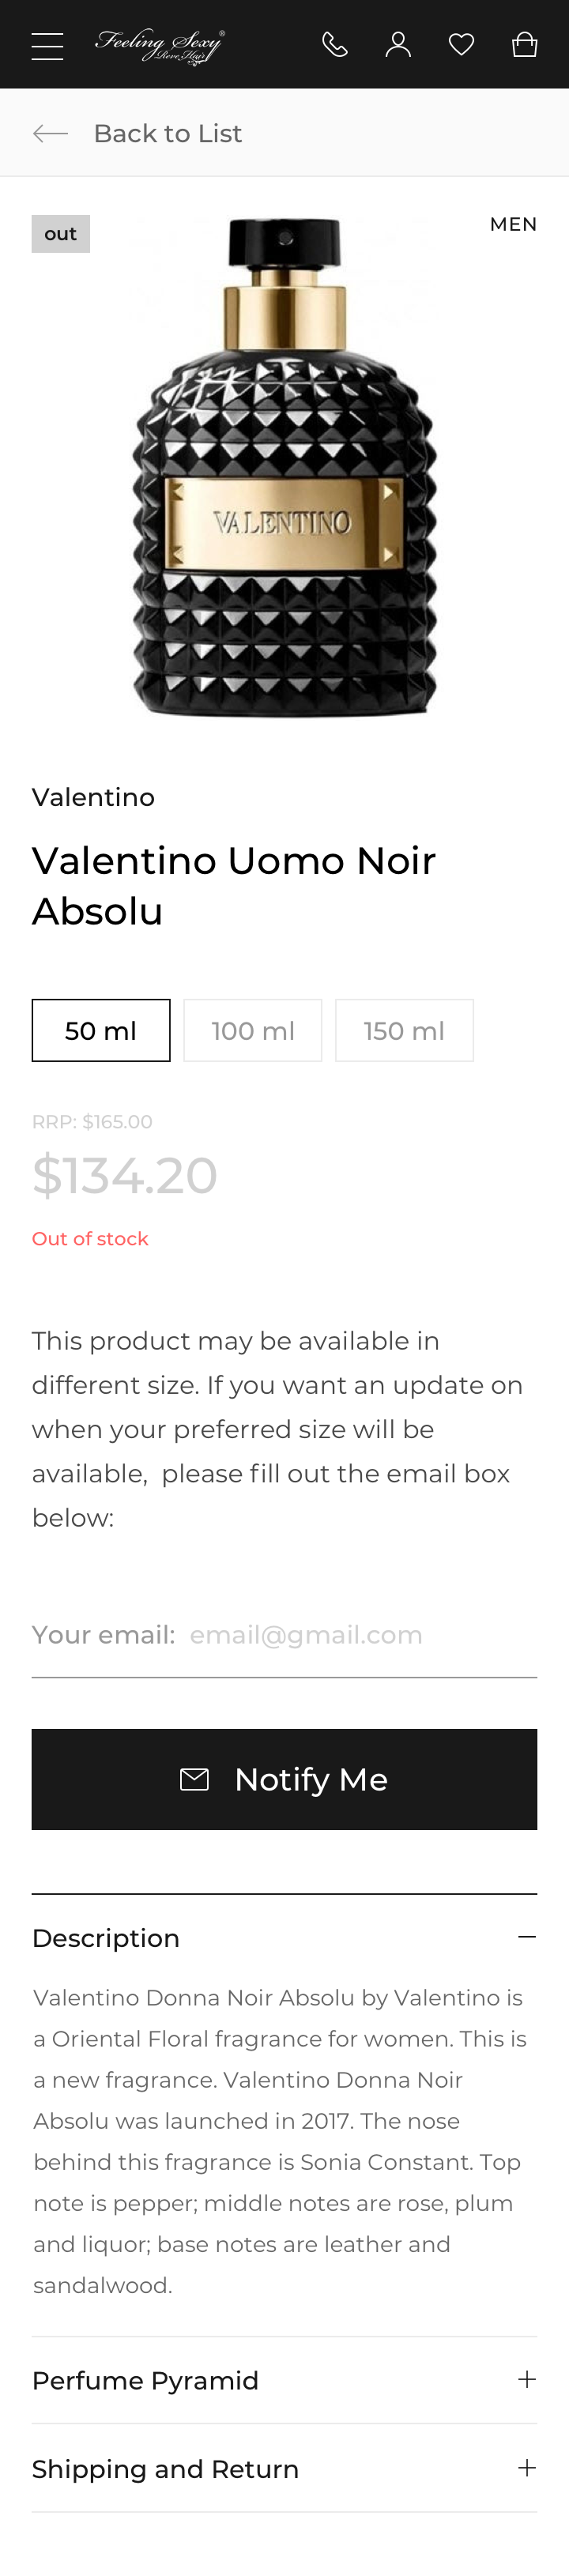 Feeling Sexy®
Reve Hair
Back to List
out
MEN
VALENTINO
Valentino
Valentino Uomo Noir
Absolu
50 ml 100 ml 150 ml
RRP: $165.00
$134.20
Out of stock
This product may be available in
different size. If you want an update on
when your preferred size will be
available,  please fill out the email box
below:
Your email: email@gmail.com
Notify Me
Description
Valentino Donna Noir Absolu by Valentino is
a Oriental Floral fragrance for women. This is
a new fragrance. Valentino Donna Noir
Absolu was launched in 2017. The nose
behind this fragrance is Sonia Constant. Top
note is pepper; middle notes are rose, plum
and liquor; base notes are leather and
sandalwood.
Perfume Pyramid
Shipping and Return